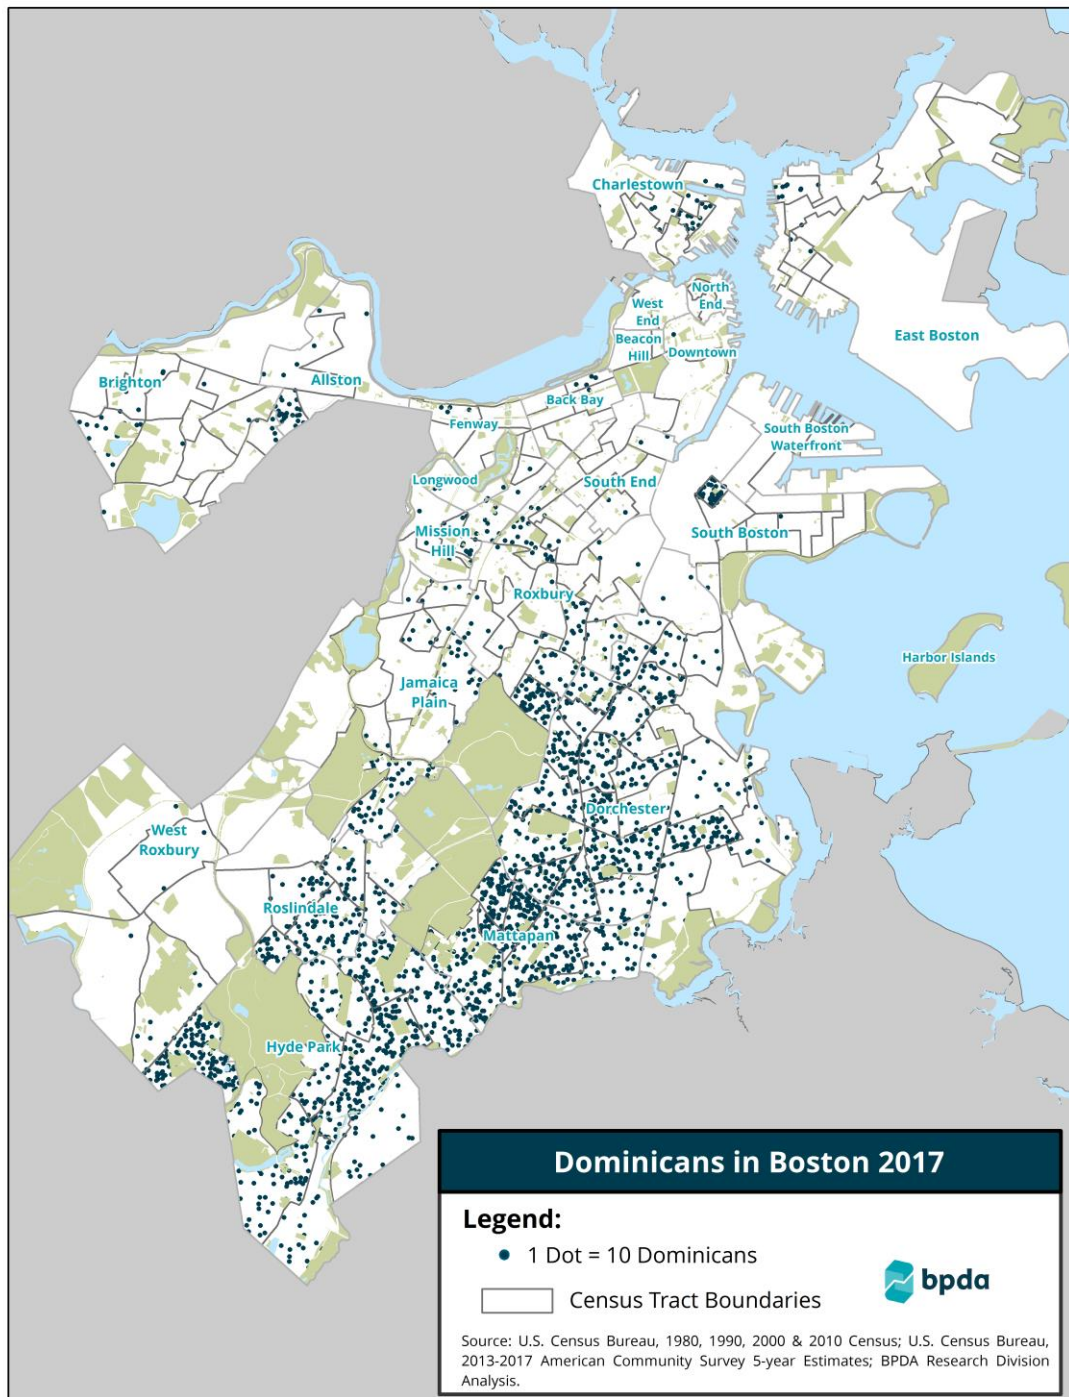 Charlestown
North
End
West
End
Beacon
Hill
Downtown
East Boston
Brighton
Allston
Back Bay
Fenway
South Boston
Waterfront
Longwood
South End
Mission
Hill
South Boston
Roxbury
Harbor Islands
Jamaica
Plain
Dorchester
West
Roxbury
Roslindale
Mattapan
Hyde Park
Dominicans in Boston 2017
Legend:
1 Dot = 10 Dominicans
Census Tract Boundaries
bpda
Source: U.S. Census Bureau, 1980, 1990, 2000 & 2010 Census; U.S. Census Bureau,
2013-2017 American Community Survey 5-year Estimates; BPDA Research Division
Analysis.